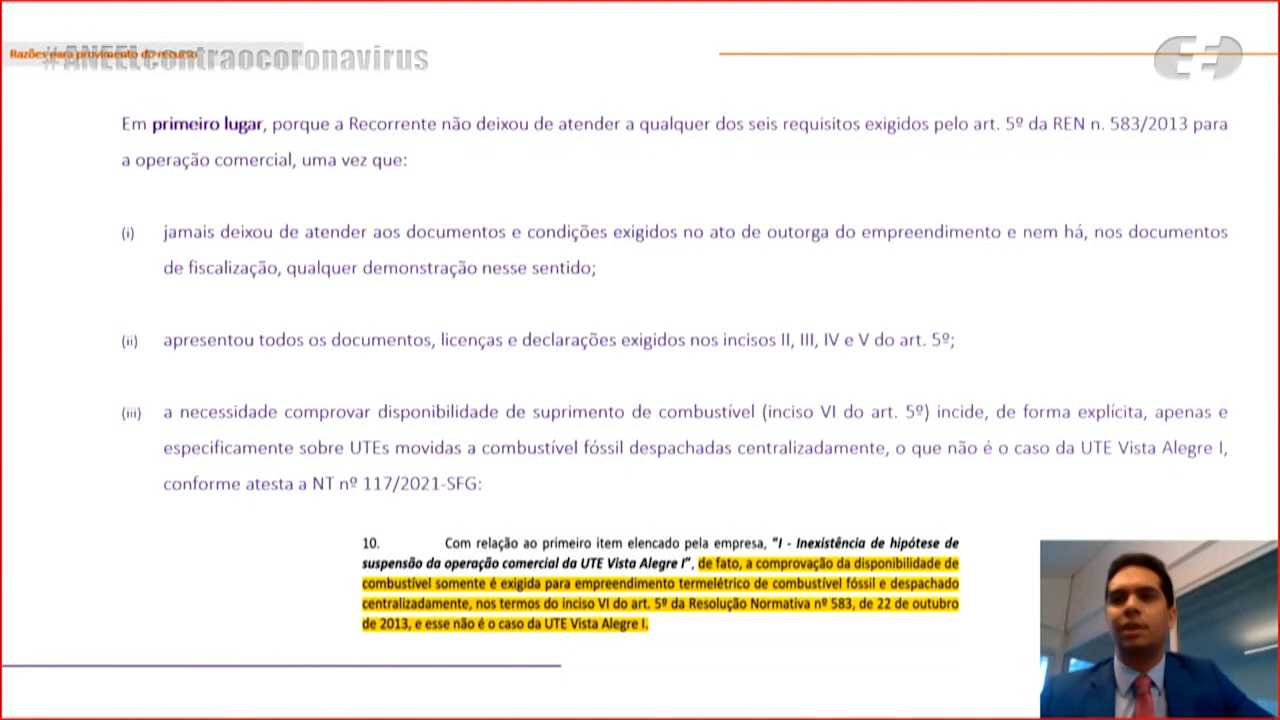 Razões para provimento do recurso
#ANEELcontraocoronavirus
Em primeiro lugar, porque a Recorrente não deixou de atender a qualquer dos seis requisitos exigidos pelo art. 5º da REN n. 583/2013 para
a operação comercial, uma vez que:
(i) jamais deixou de atender aos documentos e condições exigidos no ato de outorga do empreendimento e nem há, nos documentos
de fiscalização, qualquer demonstração nesse sentido;
(ii) apresentou todos os documentos, licenças e declarações exigidos nos incisos II, III, IV e V do art. 5º;
(iii) a necessidade comprovar disponibilidade de suprimento de combustível (inciso VI do art. 5º) incide, de forma explícita, apenas e
especificamente sobre UTEs movidas a combustível fóssil despachadas centralizadamente, o que não é o caso da UTE Vista Alegre I,
conforme atesta a NT nº 117/2021-SFG:
10. Com relação ao primeiro item elencado pela empresa, "I - Inexistência de hipótese de
suspensão da operação comercial da UTE Vista Alegre I", de fato, a comprovação da disponibilidade de
combustível somente é exigida para empreendimento termelétrico de combustível fóssil e despachado
centralizadamente, nos termos do inciso VI do art. 5º da Resolução Normativa nº 583, de 22 de outubro
de 2013, e esse não é o caso da UTE Vista Alegre I.